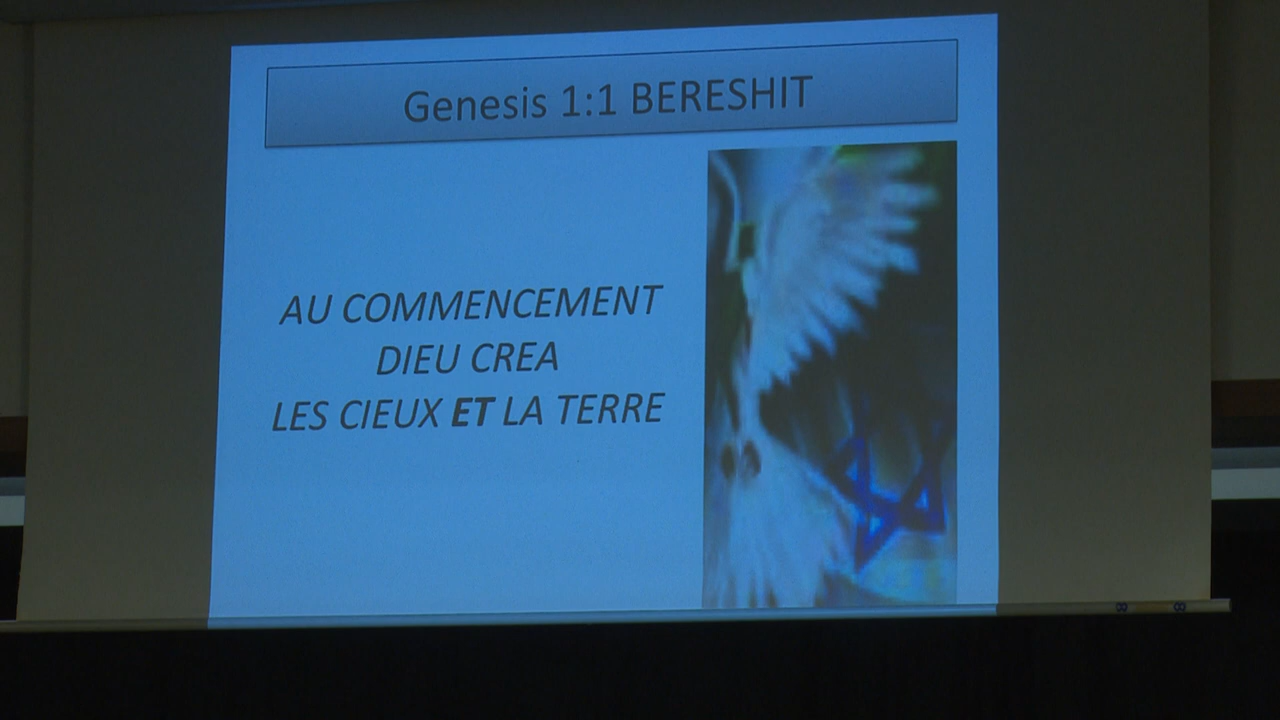 Genesis 1:1 BERESHIT
AU COMMENCEMENT
DIEU CREA
LES CIEUX ET LA TERRE